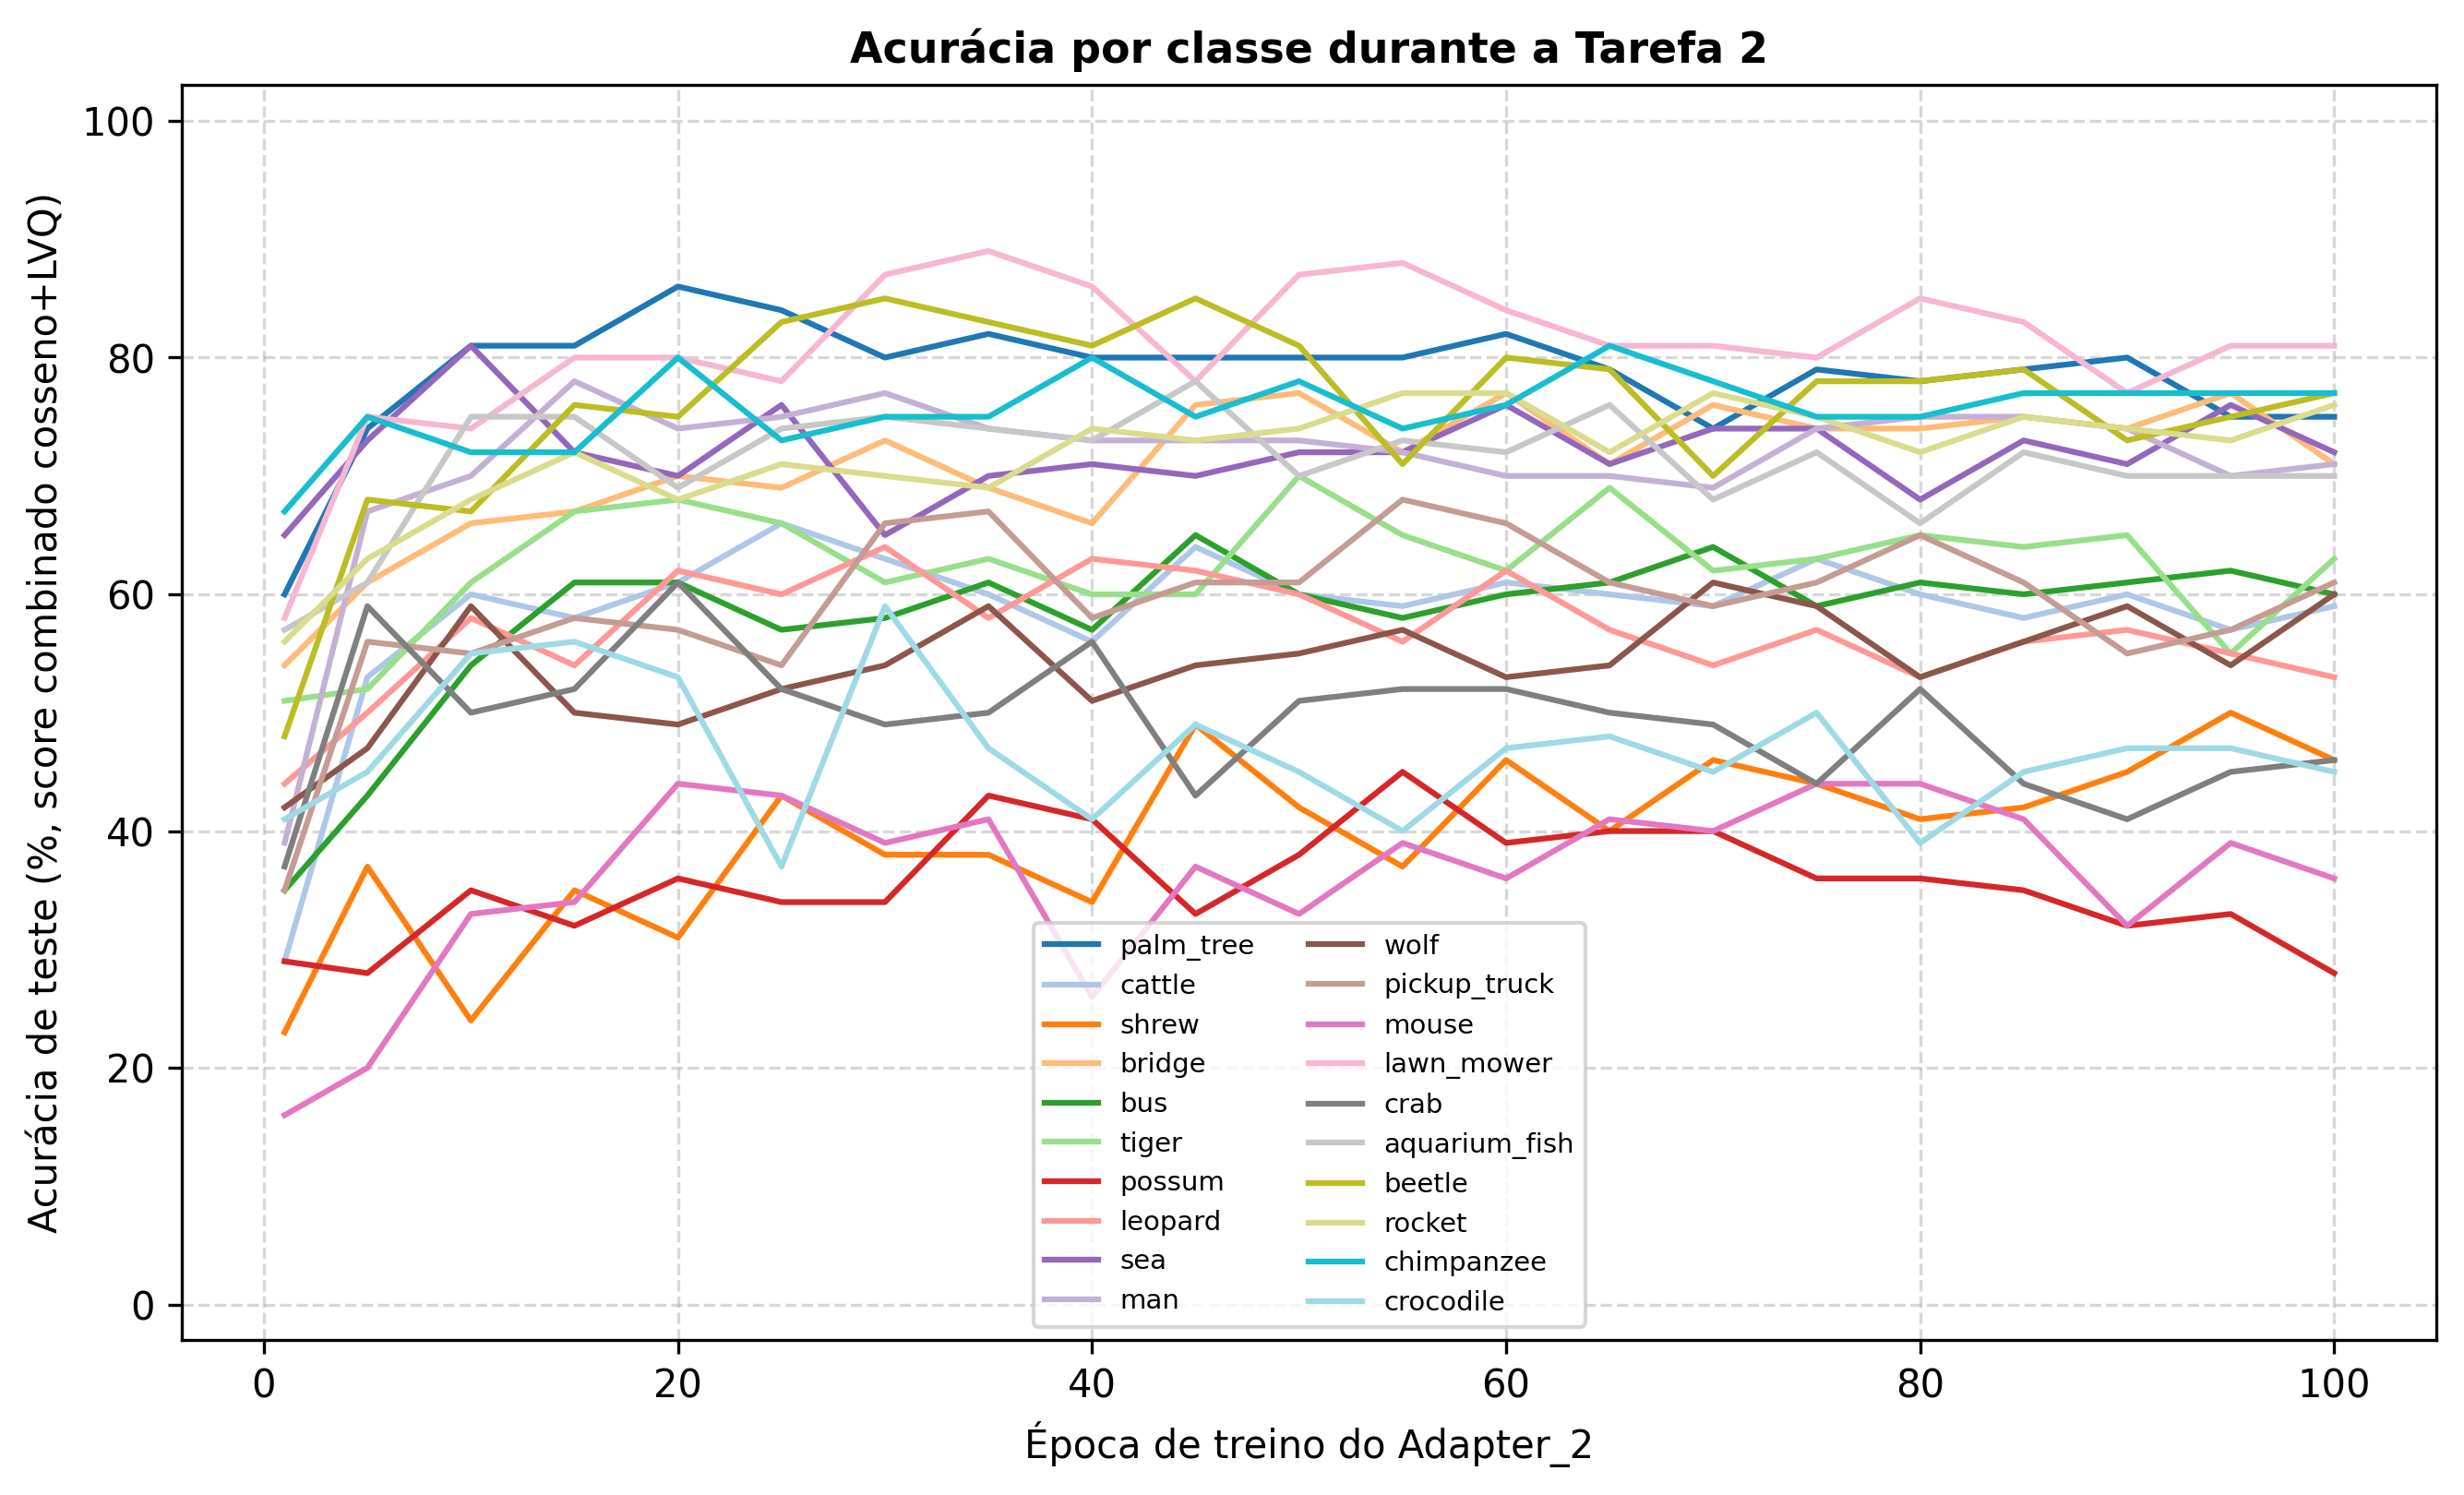 Acurácia por classe durante a Tarefa 2
Acurácia de teste (%, score combinado cosseno+LVQ)
100
80
60
40
20
0
palm_tree
cattle
shrew
bridge
bus
tiger
possum
leopard
sea
man
wolf
pickup_truck
mouse
lawn_mower
crab
aquarium_fish
beetle
rocket
chimpanzee
crocodile
0 20 40 60 80 100
Época de treino do Adapter_2